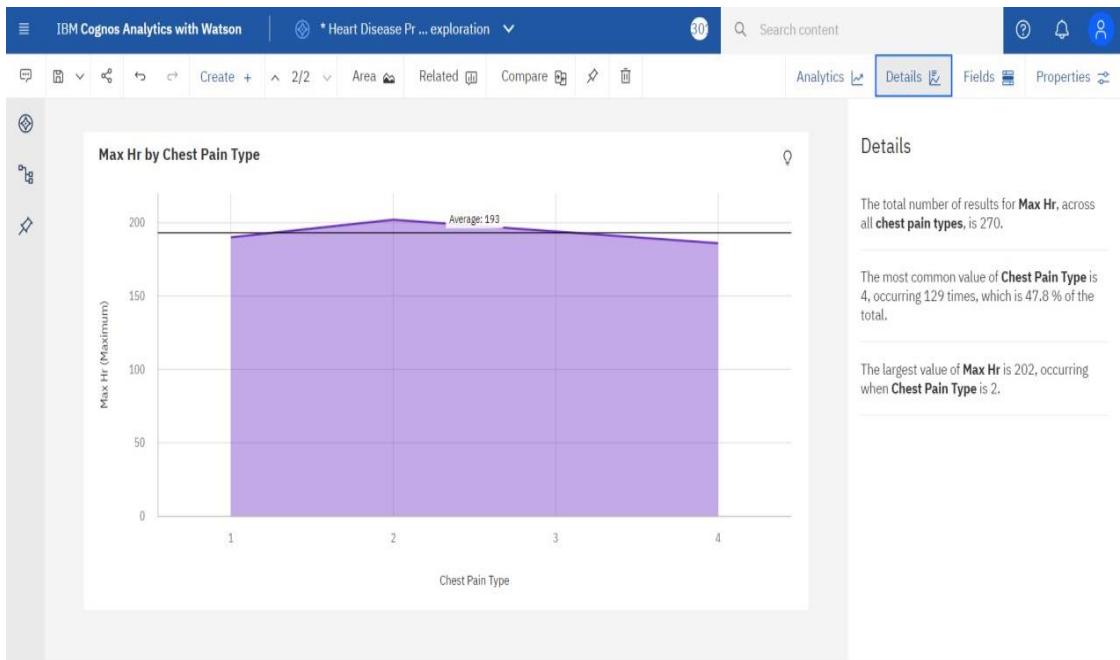 IBM Cognos Analytics with Watson
* Heart Disease Pr ... exploration
30
Search content
Create +
2/2
Area
Related
Compare
Analytics
Details
Fields
Properties
Max Hr by Chest Pain Type
Max Hr (Maximum)
200
150
100
50
0
Average: 193
1 2 3 4
Chest Pain Type
Details
The total number of results for Max Hr, across
all chest pain types, is 270.
The most common value of Chest Pain Type is
4, occurring 129 times, which is 47.8 % of the
total.
The largest value of Max Hr is 202, occurring
when Chest Pain Type is 2.